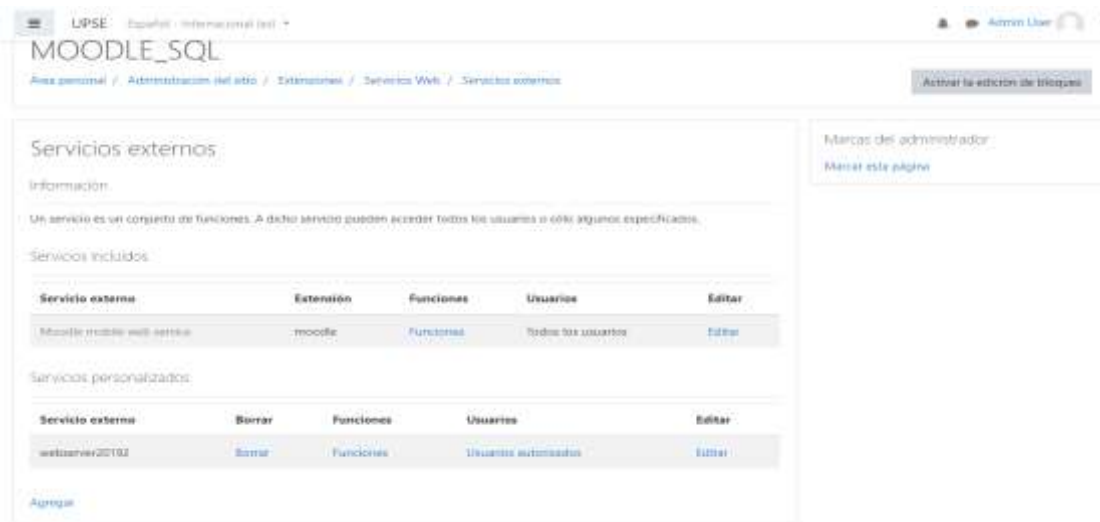 UPSE Español - Internacional (es) Admin User
MOODLE_SQL
Área personal / Administración del sitio / Extensiones / Servicios Web / Servicios externos
Activar la edición de bloques
Servicios externos
Información
Un servicio es un conjunto de funciones. A dicho servicio pueden acceder todos los usuarios o sólo algunos especificados.
Servicios incluidos
Servicio externo Extensión Funciones Usuarios Editar
Moodle mobile web service moodle Funciones Todos los usuarios Editar
Servicios personalizados
Servicio externo Borrar Funciones Usuarios Editar
webserver20192 Borrar Funciones Usuarios autorizados Editar
Agregar
Marcas del administrador
Marcar esta página